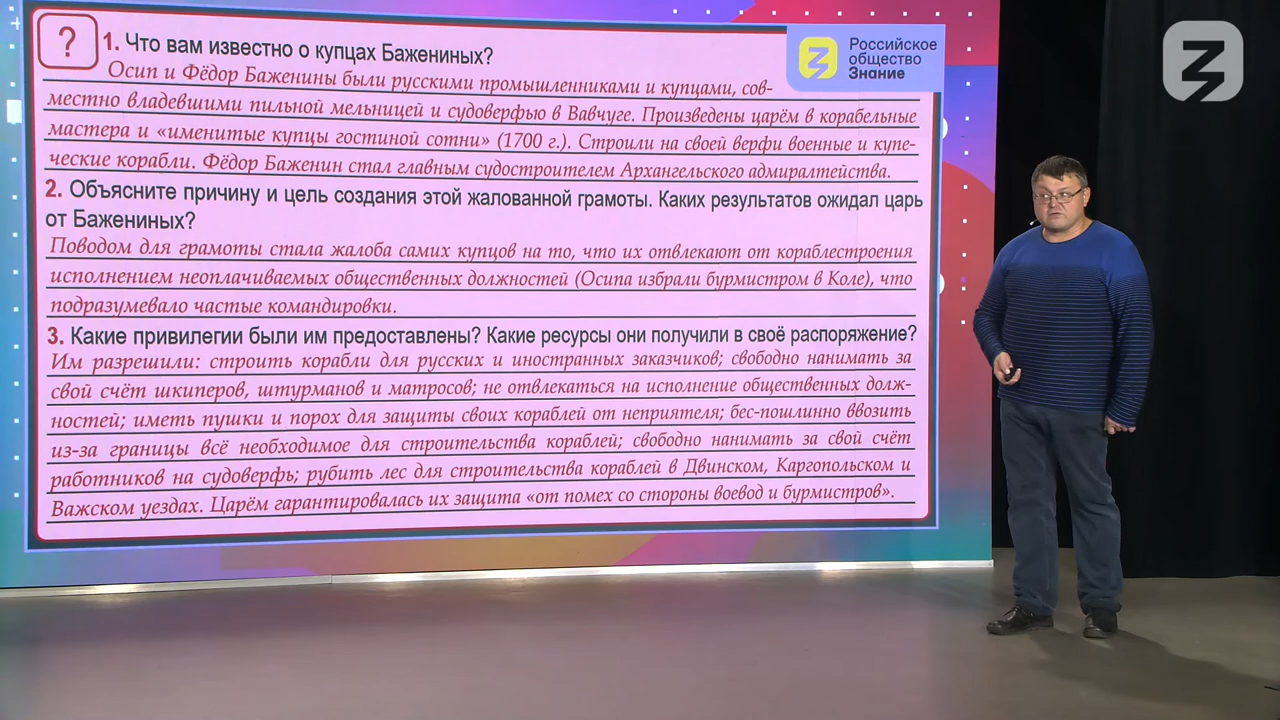 ?
1. Что вам известно о купцах Бажениных?
Российское
общество
Знание
Осип и Фёдор Баженины были русскими промышленниками и купцами, сов-
местно владевшими пильной мельницей и судоверфью в Вавчуге. Произведены царём в корабельные
мастера и «именитые купцы гостиной сотни» (1700 г.). Строили на своей верфи военные и купе-
ческие корабли. Фёдор Баженин стал главным судостроителем Архангельского адмиралтейства.
2. Объясните причину и цель создания этой жалованной грамоты. Каких результатов ожидал царь
от Бажениных?
Поводом для грамоты стала жалоба самих купцов на то, что их отвлекают от кораблестроения
исполнением неоплачиваемых общественных должностей (Осипа избрали бурмистром в Коле), что
подразумевало частые командировки.
3. Какие привилегии были им предоставлены? Какие ресурсы они получили в своё распоряжение?
Им разрешили: строить корабли для русских и иностранных заказчиков; свободно нанимать за
свой счёт шкиперов, штурманов и матросов; не отвлекаться на исполнение общественных долж-
ностей; иметь пушки и порох для защиты своих кораблей от неприятеля; бес-пошлинно ввозить
из-за границы всё необходимое для строительства кораблей; свободно нанимать за свой счёт
работников на судоверфь; рубить лес для строительства кораблей в Двинском, Каргопольском и
Важском уездах. Царём гарантировалась их защита «от помех со стороны воевод и бурмистров».